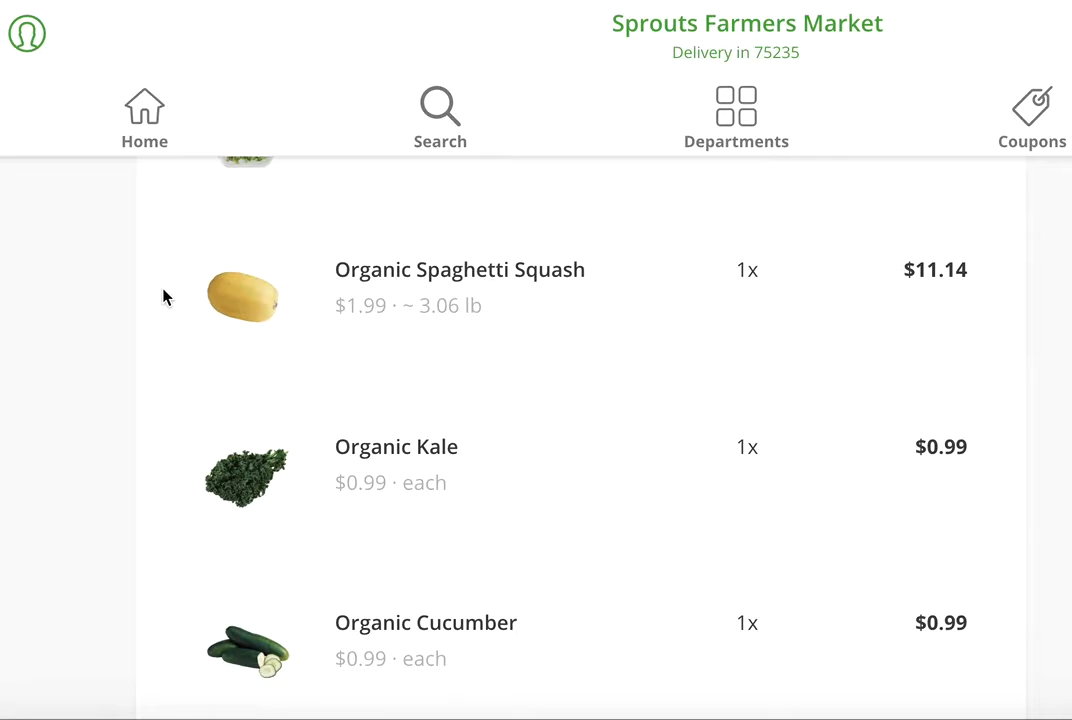 Sprouts Farmers Market
Delivery in 75235
Home
Search
Departments
Coupons
Organic Spaghetti Squash
1x
$11.14
$1.99 · ~ 3.06 lb
Organic Kale
1x
$0.99
$0.99 · each
Organic Cucumber
1x
$0.99
$0.99 · each